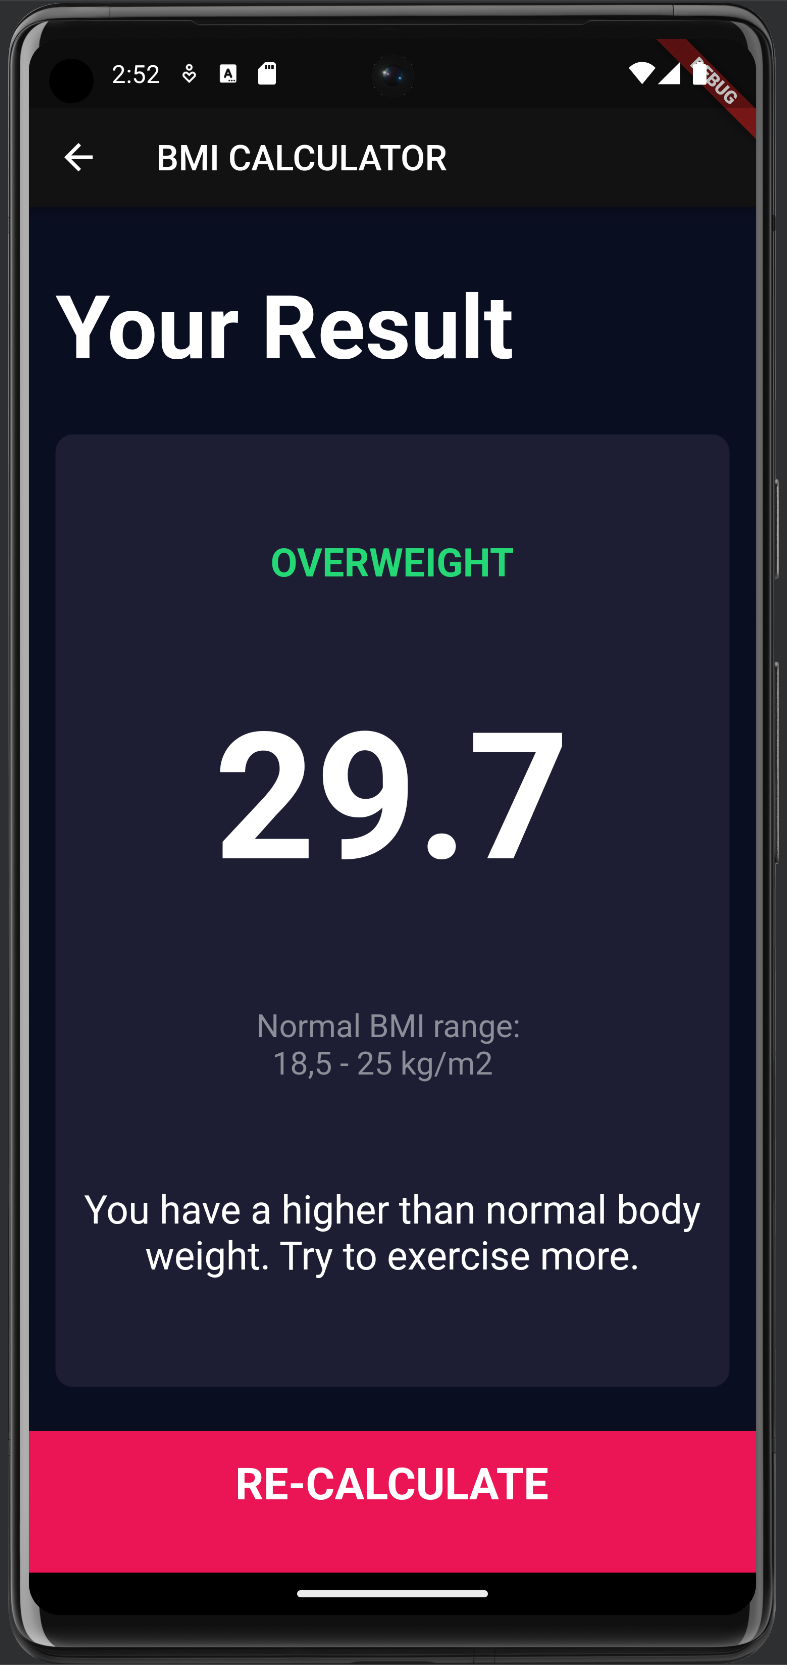 2:52
A
DEBUG
BMI CALCULATOR
Your Result
OVERWEIGHT
29.7
Normal BMI range:
18,5 - 25 kg/m2
You have a higher than normal body
weight. Try to exercise more.
RE-CALCULATE